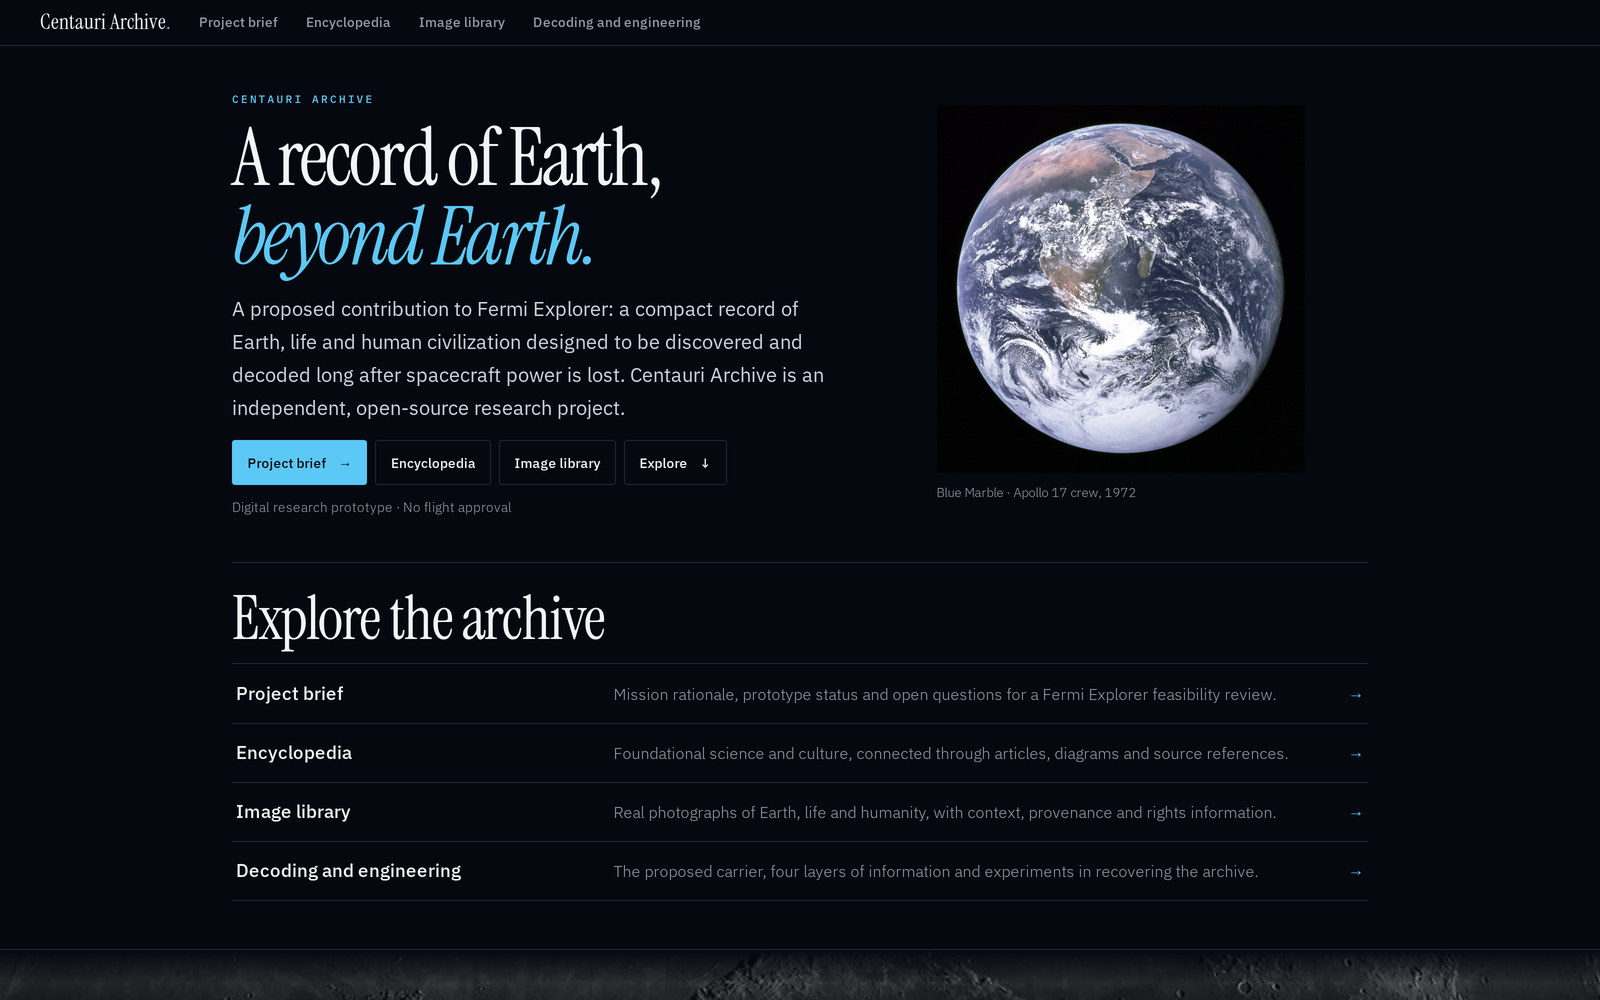 Centauri Archive.
Project brief
Encyclopedia
Image library
Decoding and engineering
CENTAURI ARCHIVE
A record of Earth,
beyond Earth.
A proposed contribution to Fermi Explorer: a compact record of
Earth, life and human civilization designed to be discovered and
decoded long after spacecraft power is lost. Centauri Archive is an
independent, open-source research project.
Project brief →
Encyclopedia
Image library
Explore ↓
Digital research prototype · No flight approval
Blue Marble · Apollo 17 crew, 1972
Explore the archive
Project brief
Mission rationale, prototype status and open questions for a Fermi Explorer feasibility review. →
Encyclopedia
Foundational science and culture, connected through articles, diagrams and source references. →
Image library
Real photographs of Earth, life and humanity, with context, provenance and rights information. →
Decoding and engineering
The proposed carrier, four layers of information and experiments in recovering the archive. →